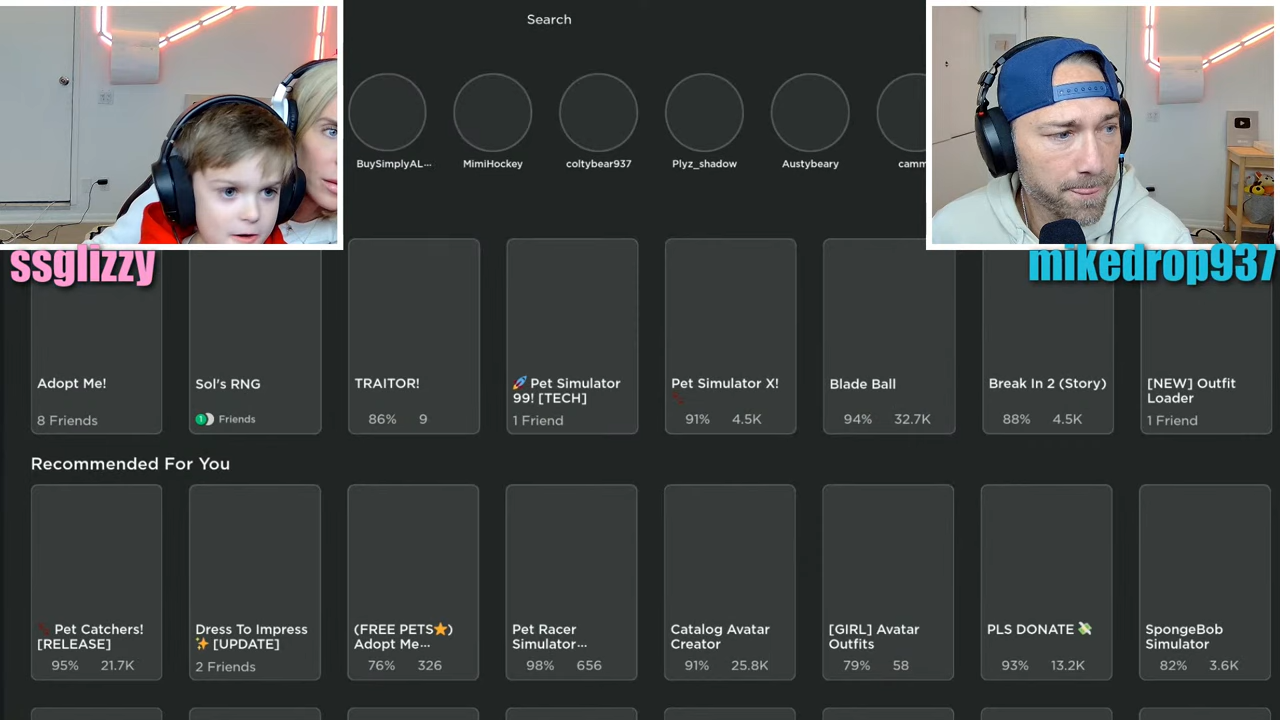 Search
BuySimplyAL...
MimiHockey
coltybear937
Plyz_shadow
Austybeary
camm
ssglizzy
mikedrop937
Adopt Me!
8 Friends
Sol's RNG
1 Friends
TRAITOR!
86% 9
🚀 Pet Simulator
99! [TECH]
1 Friend
Pet Simulator X!
91% 4.5K
Blade Ball
94% 32.7K
Break In 2 (Story)
88% 4.5K
[NEW] Outfit
Loader
1 Friend
Recommended For You
Pet Catchers!
[RELEASE]
95% 21.7K
Dress To Impress
✨ [UPDATE]
2 Friends
(FREE PETS⭐)
Adopt Me...
76% 326
Pet Racer
Simulator...
98% 656
Catalog Avatar
Creator
91% 25.8K
[GIRL] Avatar
Outfits
79% 58
PLS DONATE 💸
93% 13.2K
SpongeBob
Simulator
82% 3.6K